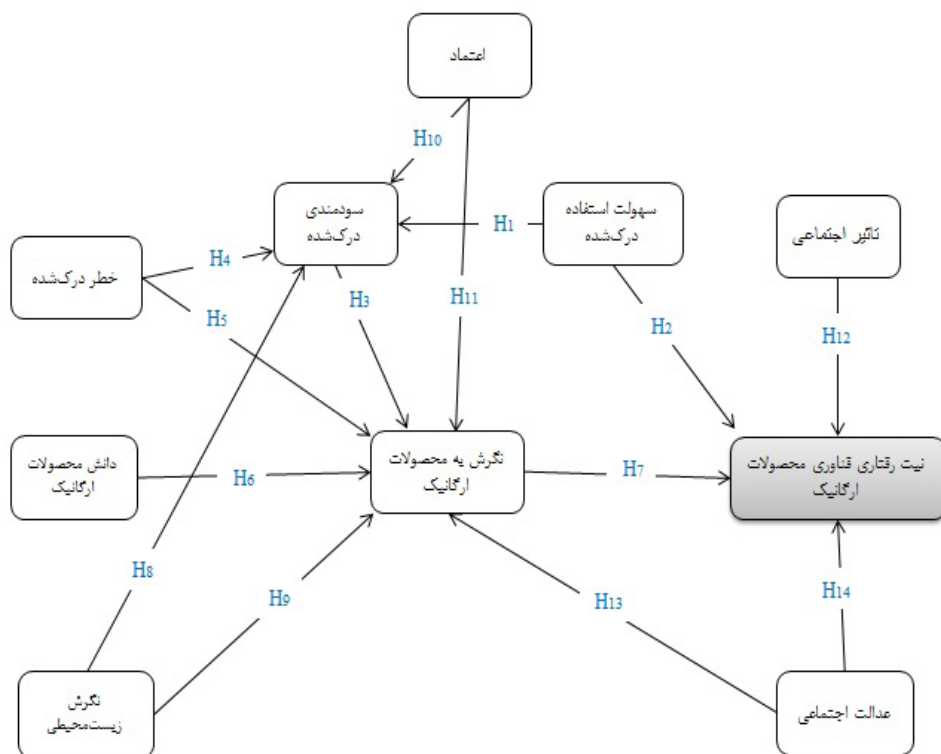 اعتماد
H10
سودمندی
درک‌شده
H1
سهولت استفاده
درک‌شده
تاثیر اجتماعی
خطر درک‌شده
H4
H5
H3
H11
H2
H12
دانش محصولات
ارگانیک
H6
نگرش یه محصولات
ارگانیک
H7
نیت رفتاری فناوری محصولات
ارگانیک
H8
H9
H13
H14
نگرش
زیست‌محیطی
عدالت اجتماعی